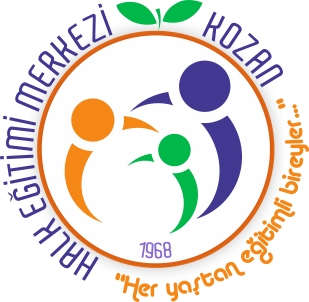 HALK EĞİTİMİ MERKEZİ
KOZAN
1968
"Her yaştan eğitimli bireyler..."